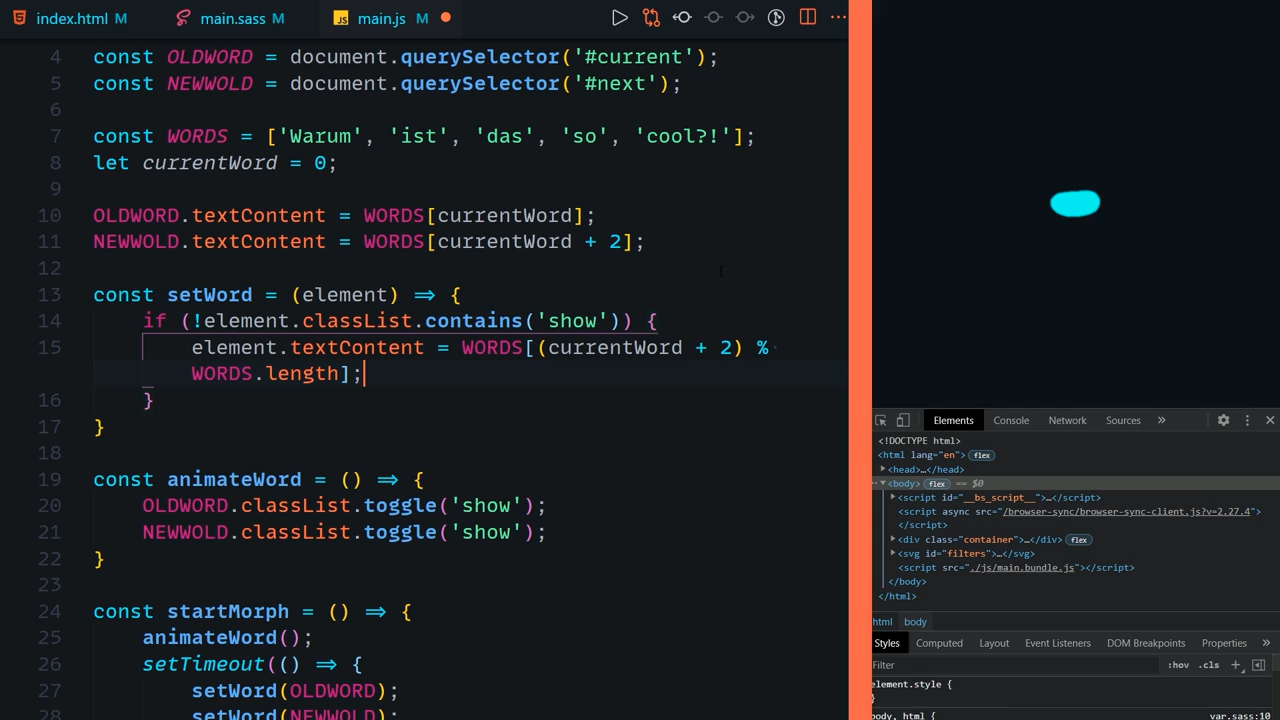 index.html M
main.sass M
JS main.js M
4 const OLDWORD = document.querySelector('#current');
5 const NEWWOLD = document.querySelector('#next');
6
7 const WORDS = ['Warum', 'ist', 'das', 'so', 'cool?!'];
8 let currentWord = 0;
9
10 OLDWORD.textContent = WORDS[currentWord];
11 NEWWOLD.textContent = WORDS[currentWord + 2];
12
13 const setWord = (element) => {
14 if (!element.classList.contains('show')) {
15 element.textContent = WORDS[(currentWord + 2) %
WORDS.length];
16 }
17 }
18
19 const animateWord = () => {
20 OLDWORD.classList.toggle('show');
21 NEWWOLD.classList.toggle('show');
22 }
23
24 const startMorph = () => {
25 animateWord();
26 setTimeout(() => {
27 setWord(OLDWORD);
28 setWord(NEWWOLD);
Elements Console Network Sources »
<!DOCTYPE html>
<html lang="en"> flex
<head>…</head>
<body> flex == $0
<script id="__bs_script__">…</script>
<script async src="/browser-sync/browser-sync-client.js?v=2.27.4">
</script>
<div class="container">…</div> flex
<svg id="filters">…</svg>
<script src="./js/main.bundle.js"></script>
</body>
</html>
html body
Styles Computed Layout Event Listeners DOM Breakpoints Properties »
Filter :hov .cls +
element.style {
}
body, html { var.sass:10